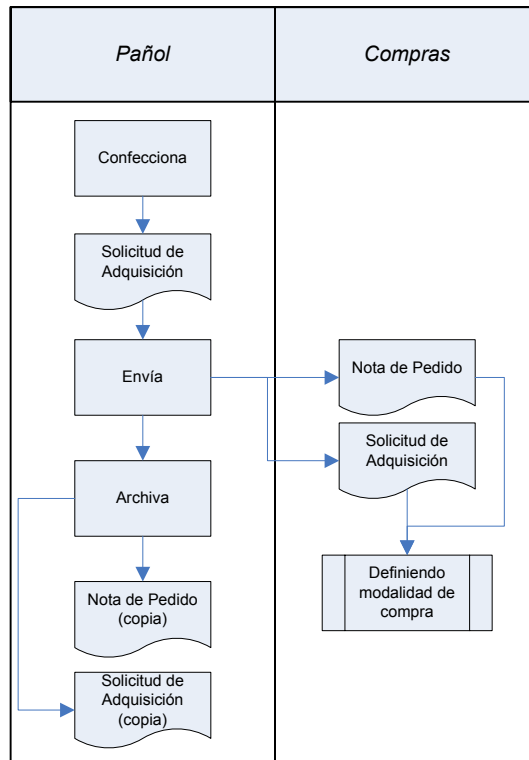 Pañol
Compras
Confecciona
Solicitud de
Adquisición
Envía
Nota de Pedido
Solicitud de
Adquisición
Archiva
Definiendo
modalidad de
compra
Nota de Pedido
(copia)
Solicitud de
Adquisición
(copia)